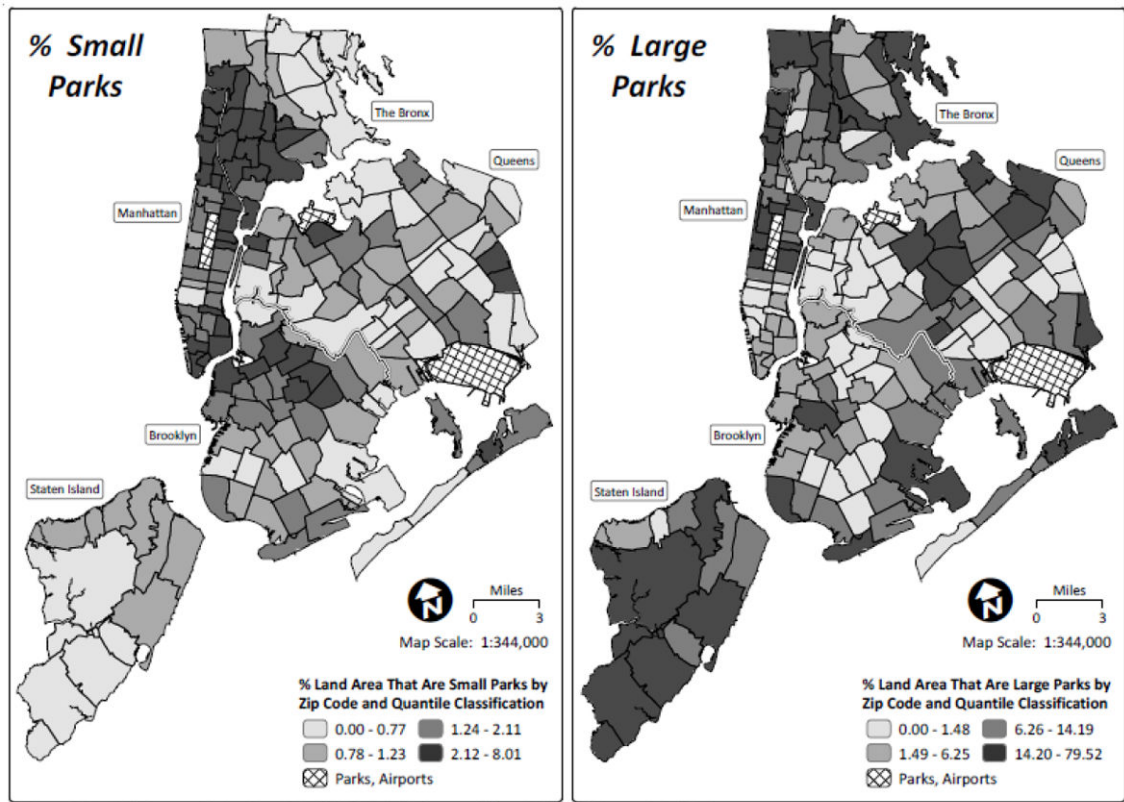 % Small
Parks
The Bronx
Queens
Manhattan
Brooklyn
Staten Island
N
Miles
0 3
Map Scale: 1:344,000
% Land Area That Are Small Parks by
Zip Code and Quantile Classification
0.00 - 0.77 1.24 - 2.11
0.78 - 1.23 2.12 - 8.01
Parks, Airports
% Large
Parks
The Bronx
Queens
Manhattan
Brooklyn
Staten Island
N
Miles
0 3
Map Scale: 1:344,000
% Land Area That Are Large Parks by
Zip Code and Quantile Classification
0.00 - 1.48 6.26 - 14.19
1.49 - 6.25 14.20 - 79.52
Parks, Airports